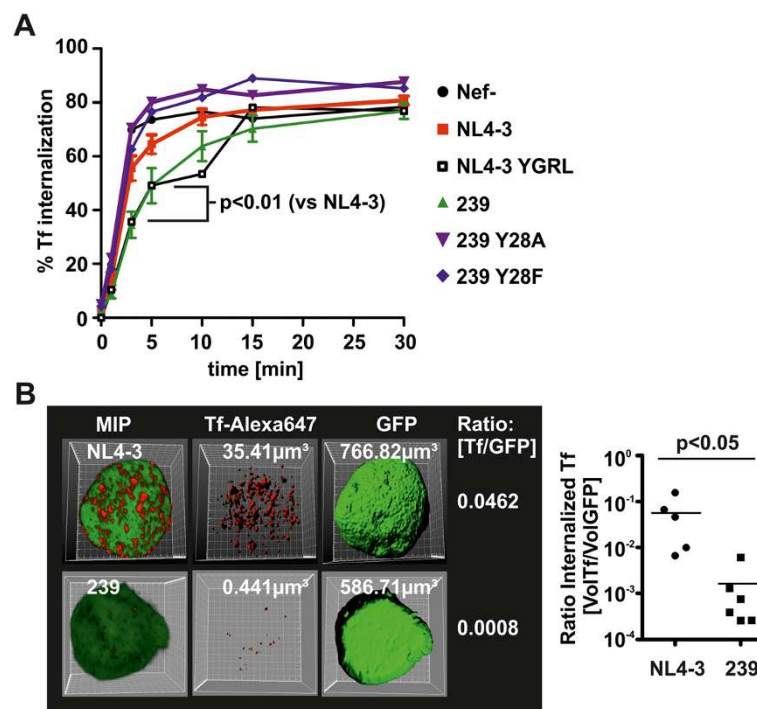 A
% Tf internalization
100
80
60
40
20
0
0 5 10 15 20 25 30
time [min]
p<0.01 (vs NL4-3)
Nef-
NL4-3
NL4-3 YGRL
239
239 Y28A
239 Y28F
B
MIP Tf-Alexa647 GFP Ratio:
[Tf/GFP]
NL4-3 35.41µm³ 766.82µm³
0.0462
239 0.441µm³ 586.71µm³
0.0008
p<0.05
Ratio Internalized Tf
[VolTf/VolGFP]
10⁰
10⁻¹
10⁻²
10⁻³
10⁻⁴
NL4-3 239